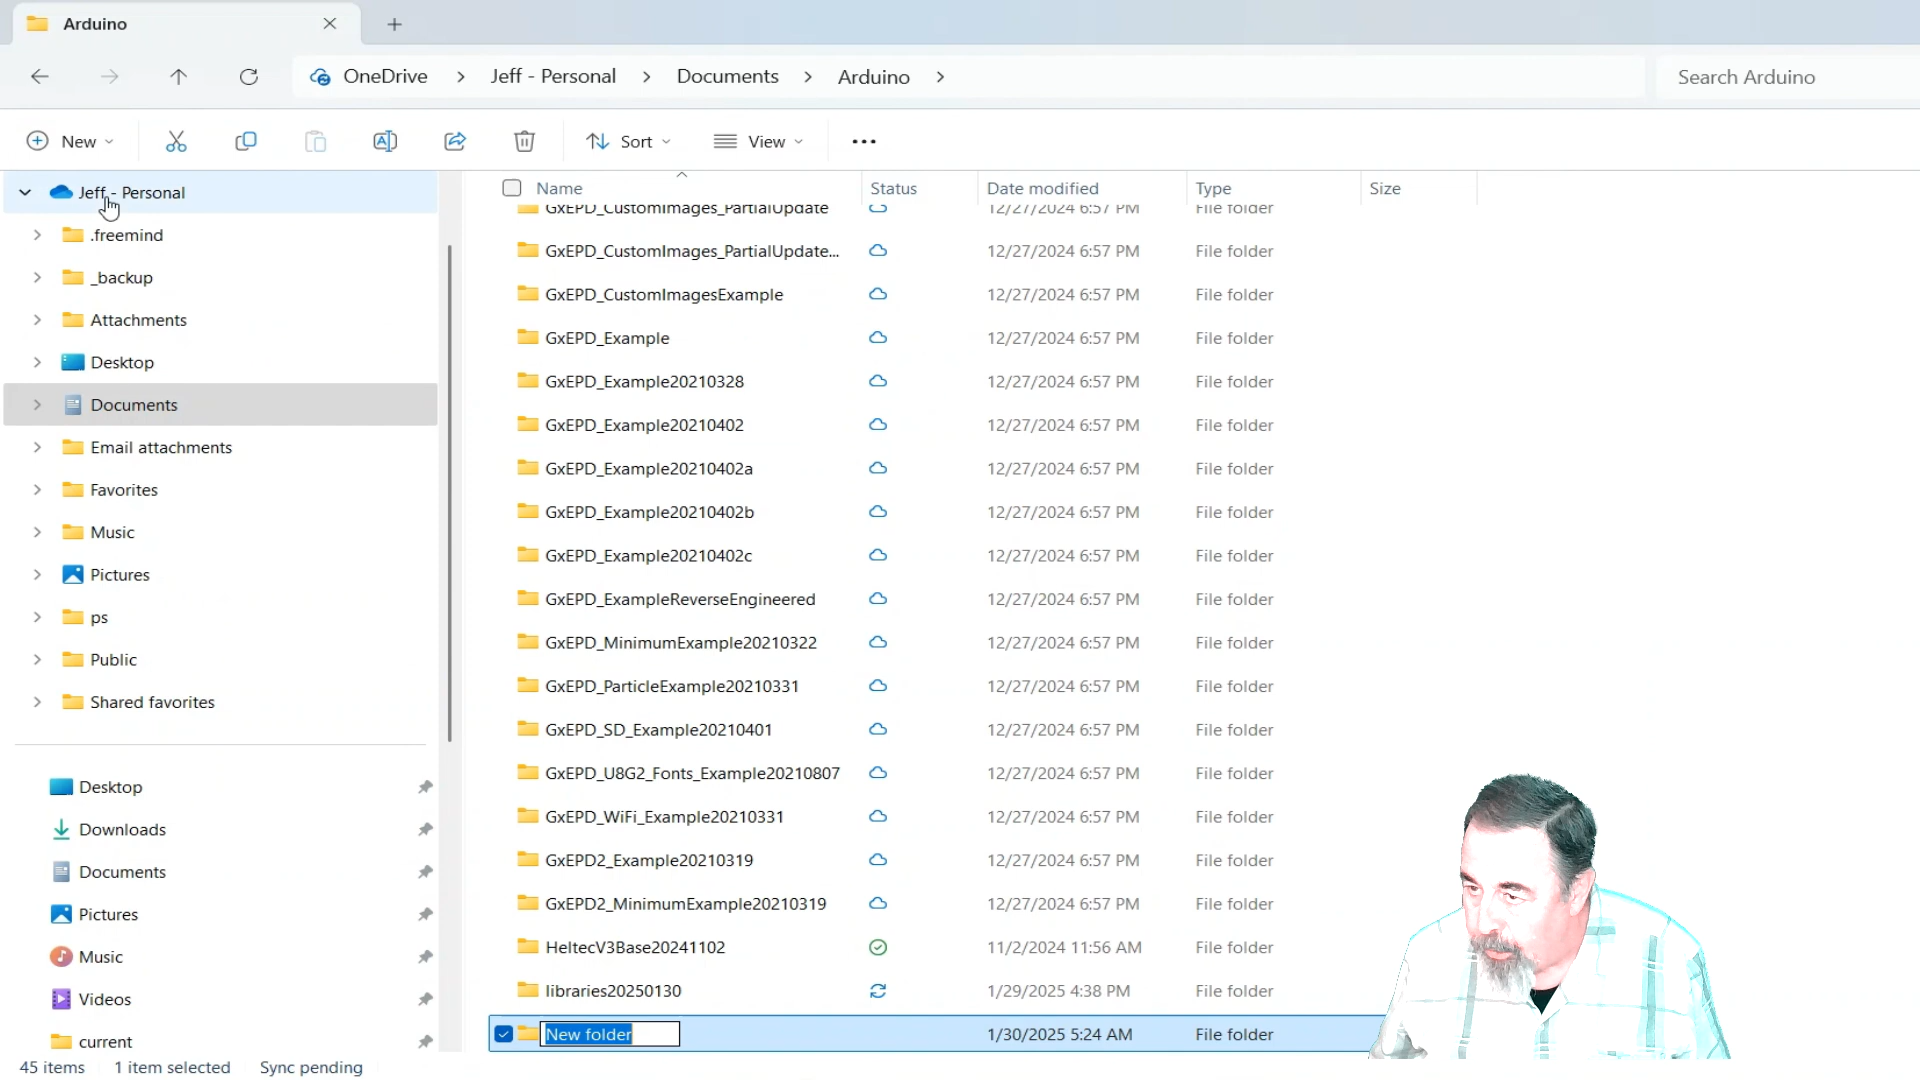 Arduino
OneDrive > Jeff - Personal > Documents > Arduino >
Search Arduino
New
Sort
View
Jeff - Personal
.freemind
_backup
Attachments
Desktop
Documents
Email attachments
Favorites
Music
Pictures
ps
Public
Shared favorites
Desktop
Downloads
Documents
Pictures
Music
Videos
current
Name Status Date modified Type Size
GxEPD_CustomImages_PartialUpdate 12/27/2024 6:57 PM File folder
GxEPD_CustomImages_PartialUpdate... 12/27/2024 6:57 PM File folder
GxEPD_CustomImagesExample 12/27/2024 6:57 PM File folder
GxEPD_Example 12/27/2024 6:57 PM File folder
GxEPD_Example20210328 12/27/2024 6:57 PM File folder
GxEPD_Example20210402 12/27/2024 6:57 PM File folder
GxEPD_Example20210402a 12/27/2024 6:57 PM File folder
GxEPD_Example20210402b 12/27/2024 6:57 PM File folder
GxEPD_Example20210402c 12/27/2024 6:57 PM File folder
GxEPD_ExampleReverseEngineered 12/27/2024 6:57 PM File folder
GxEPD_MinimumExample20210322 12/27/2024 6:57 PM File folder
GxEPD_ParticleExample20210331 12/27/2024 6:57 PM File folder
GxEPD_SD_Example20210401 12/27/2024 6:57 PM File folder
GxEPD_U8G2_Fonts_Example20210807 12/27/2024 6:57 PM File folder
GxEPD_WiFi_Example20210331 12/27/2024 6:57 PM File folder
GxEPD2_Example20210319 12/27/2024 6:57 PM File folder
GxEPD2_MinimumExample20210319 12/27/2024 6:57 PM File folder
HeltecV3Base20241102 11/2/2024 11:56 AM File folder
libraries20250130 1/29/2025 4:38 PM File folder
New folder 1/30/2025 5:24 AM File folder
45 items 1 item selected Sync pending